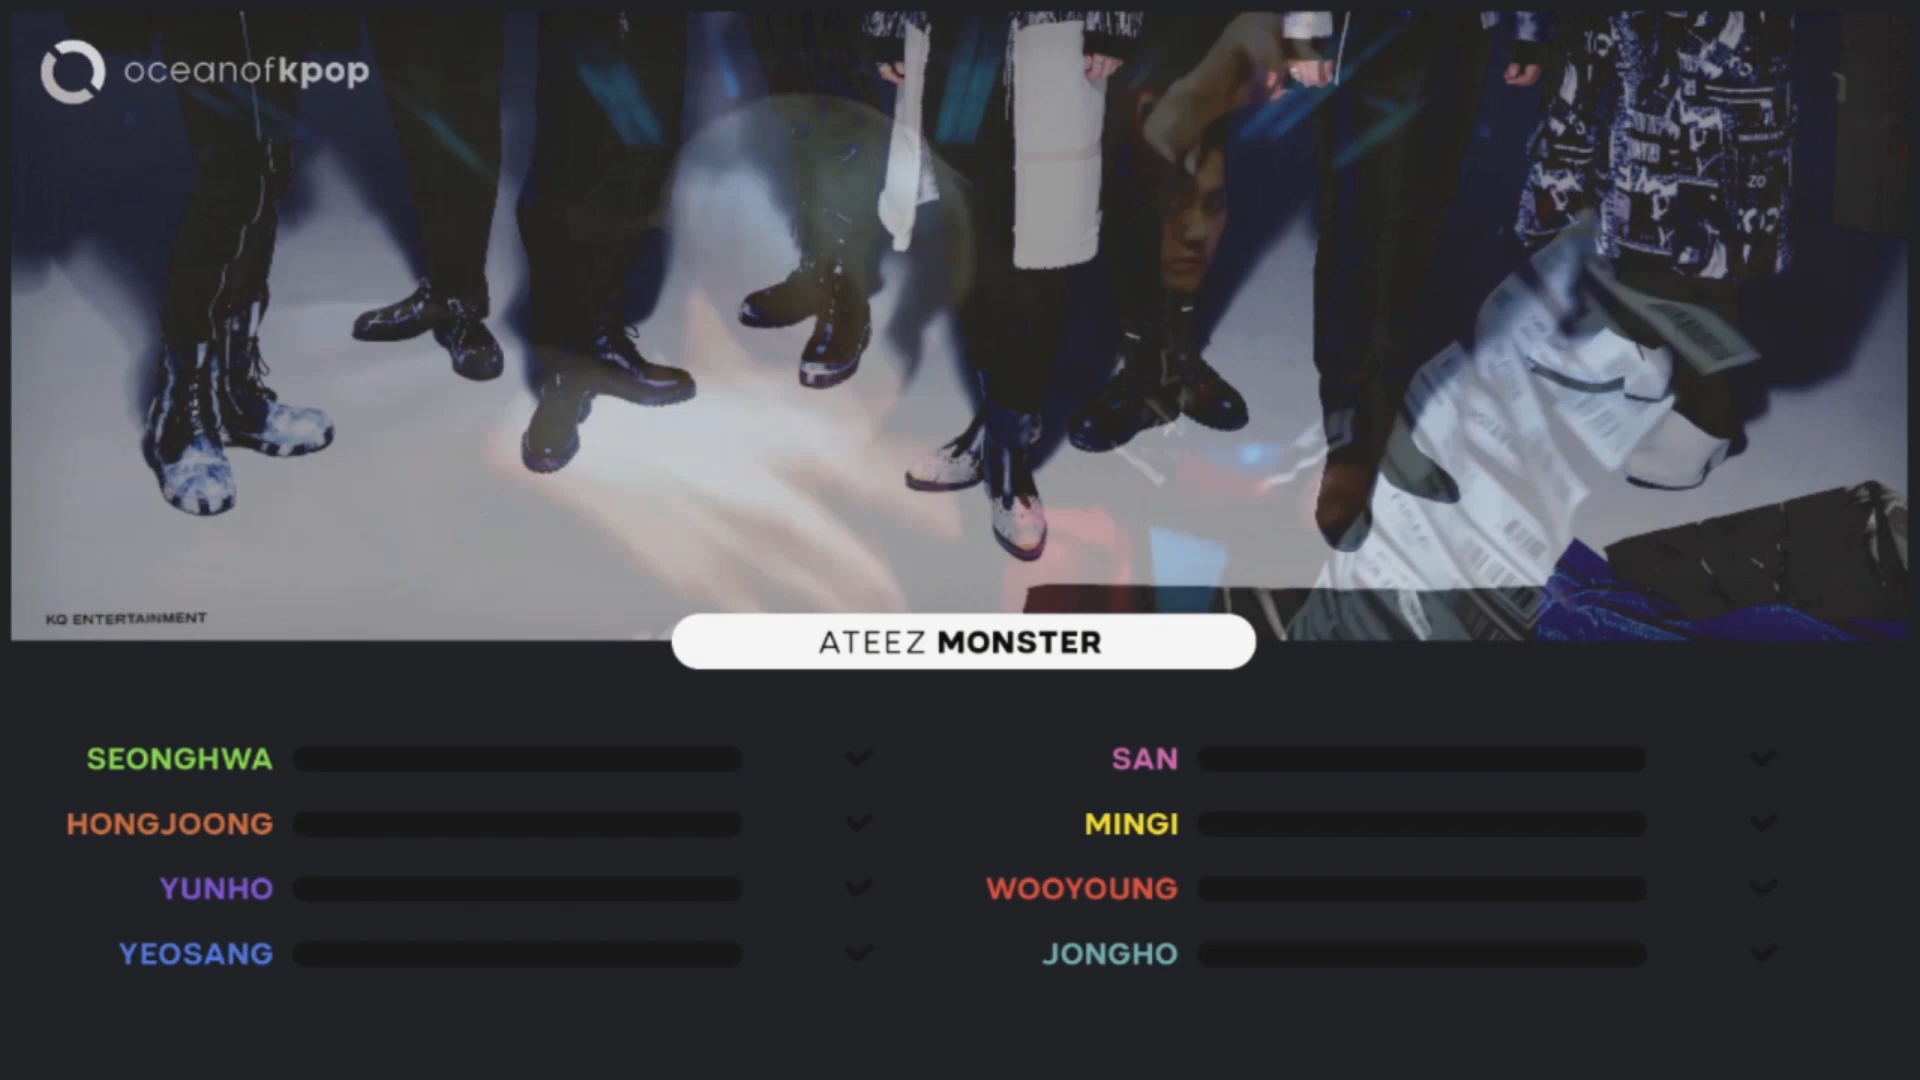 oceanofkpop
KQ ENTERTAINMENT
ATEEZ MONSTER
SEONGHWA
HONGJOONG
YUNHO
YEOSANG
SAN
MINGI
WOOYOUNG
JONGHO